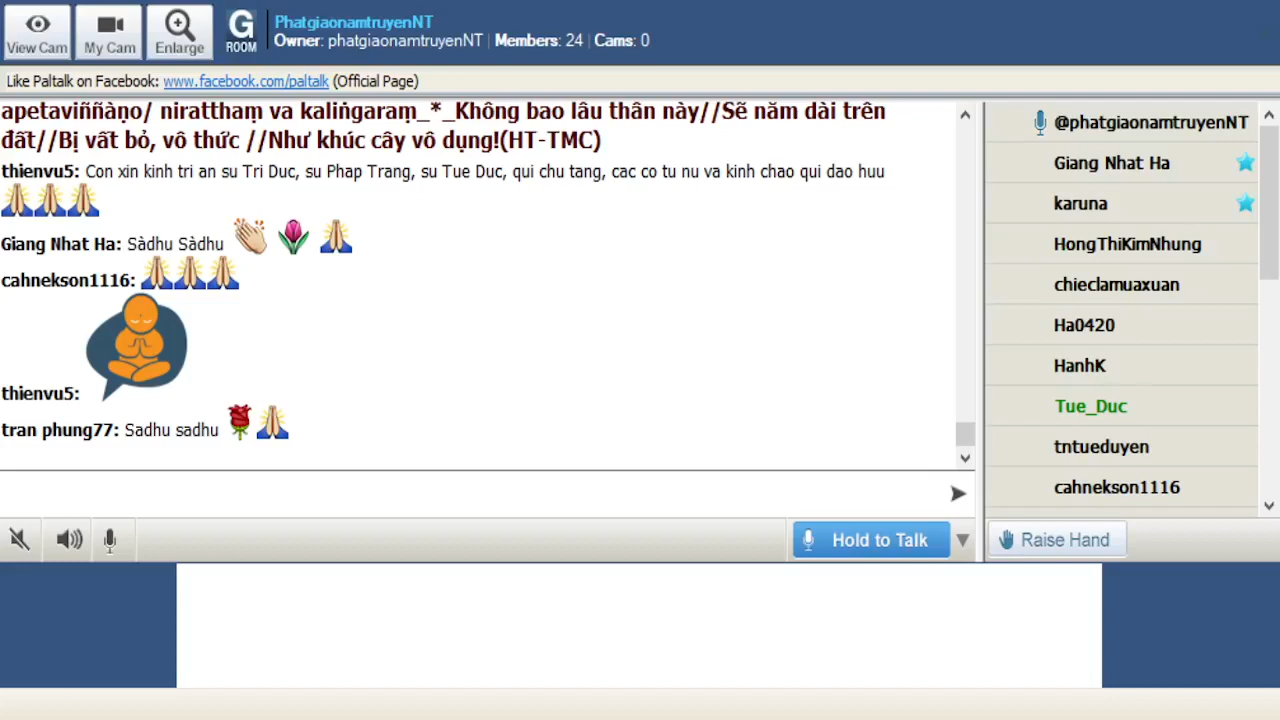 View Cam
My Cam
Enlarge
G
ROOM
PhatgiaonamtruyenNT
Owner: phatgiaonamtruyenNT | Members: 24 | Cams: 0
Like Paltalk on Facebook: www.facebook.com/paltalk (Official Page)
apetaviññàṇo/ niratthaṃ va kaliṅgaraṃ_*_Không bao lâu thân này//Sẽ nằm dài trên
đất//Bị vất bỏ, vô thức //Như khúc cây vô dụng!(HT-TMC)
thienvu5: Con xin kinh tri an su Tri Duc, su Phap Trang, su Tue Duc, qui chu tang, cac co tu nu va kinh chao qui dao huu
Giang Nhat Ha: Sàdhu Sàdhu
cahnekson1116:
thienvu5:
tran phung77: Sadhu sadhu
@phatgiaonamtruyenNT
Giang Nhat Ha
karuna
HongThiKimNhung
chieclamuaxuan
Ha0420
HanhK
Tue_Duc
tntueduyen
cahnekson1116
Hold to Talk
Raise Hand